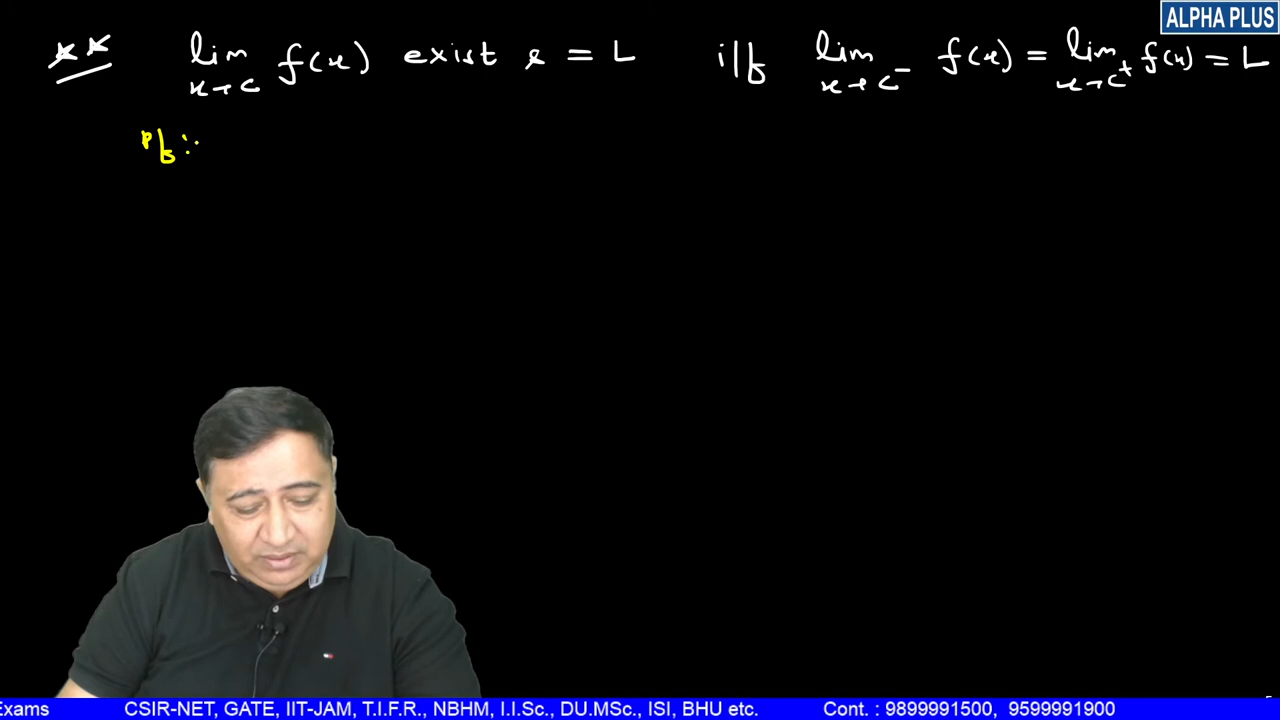 ALPHA PLUS
** lim x→c f(x) exist & = L iff lim x→c⁻ f(x) = lim x→c⁺ f(x) = L
Pf :·
Exams CSIR-NET, GATE, IIT-JAM, T.I.F.R., NBHM, I.I.Sc., DU.MSc., ISI, BHU etc. Cont. : 9899991500, 9599991900